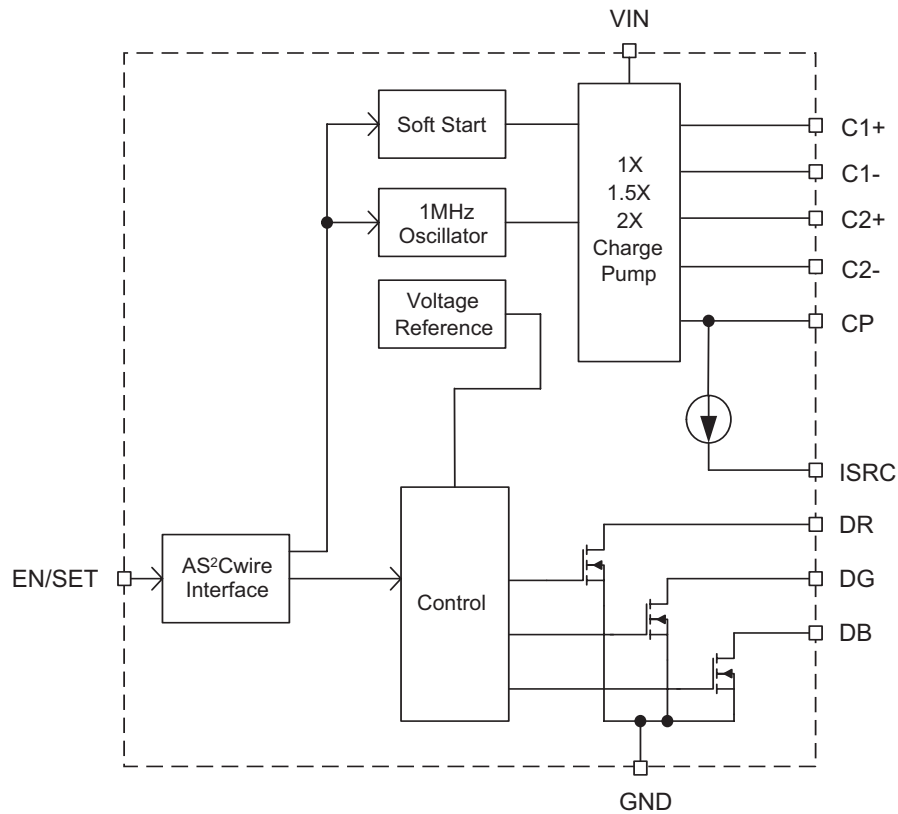 VIN
Soft Start
1MHz
Oscillator
Voltage
Reference
1X
1.5X
2X
Charge
Pump
C1+
C1-
C2+
C2-
CP
ISRC
DR
DG
DB
EN/SET
AS²Cwire
Interface
Control
GND